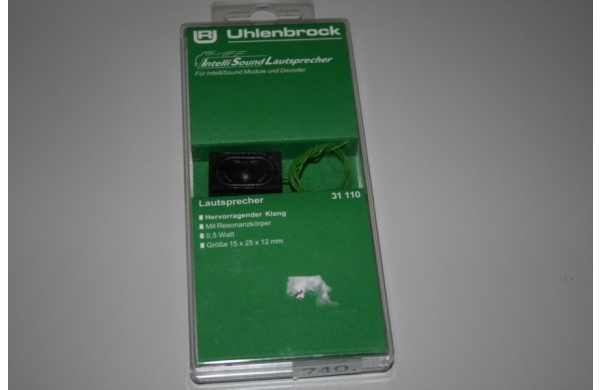 Uhlenbrock
IntelliSound Lautsprecher
Für IntelliSound Module und Decoder
Lautsprecher 31 110
Hervorragender Klang
Mit Resonanzkörper
0,5 Watt
Größe 15 x 25 x 12 mm
740.-